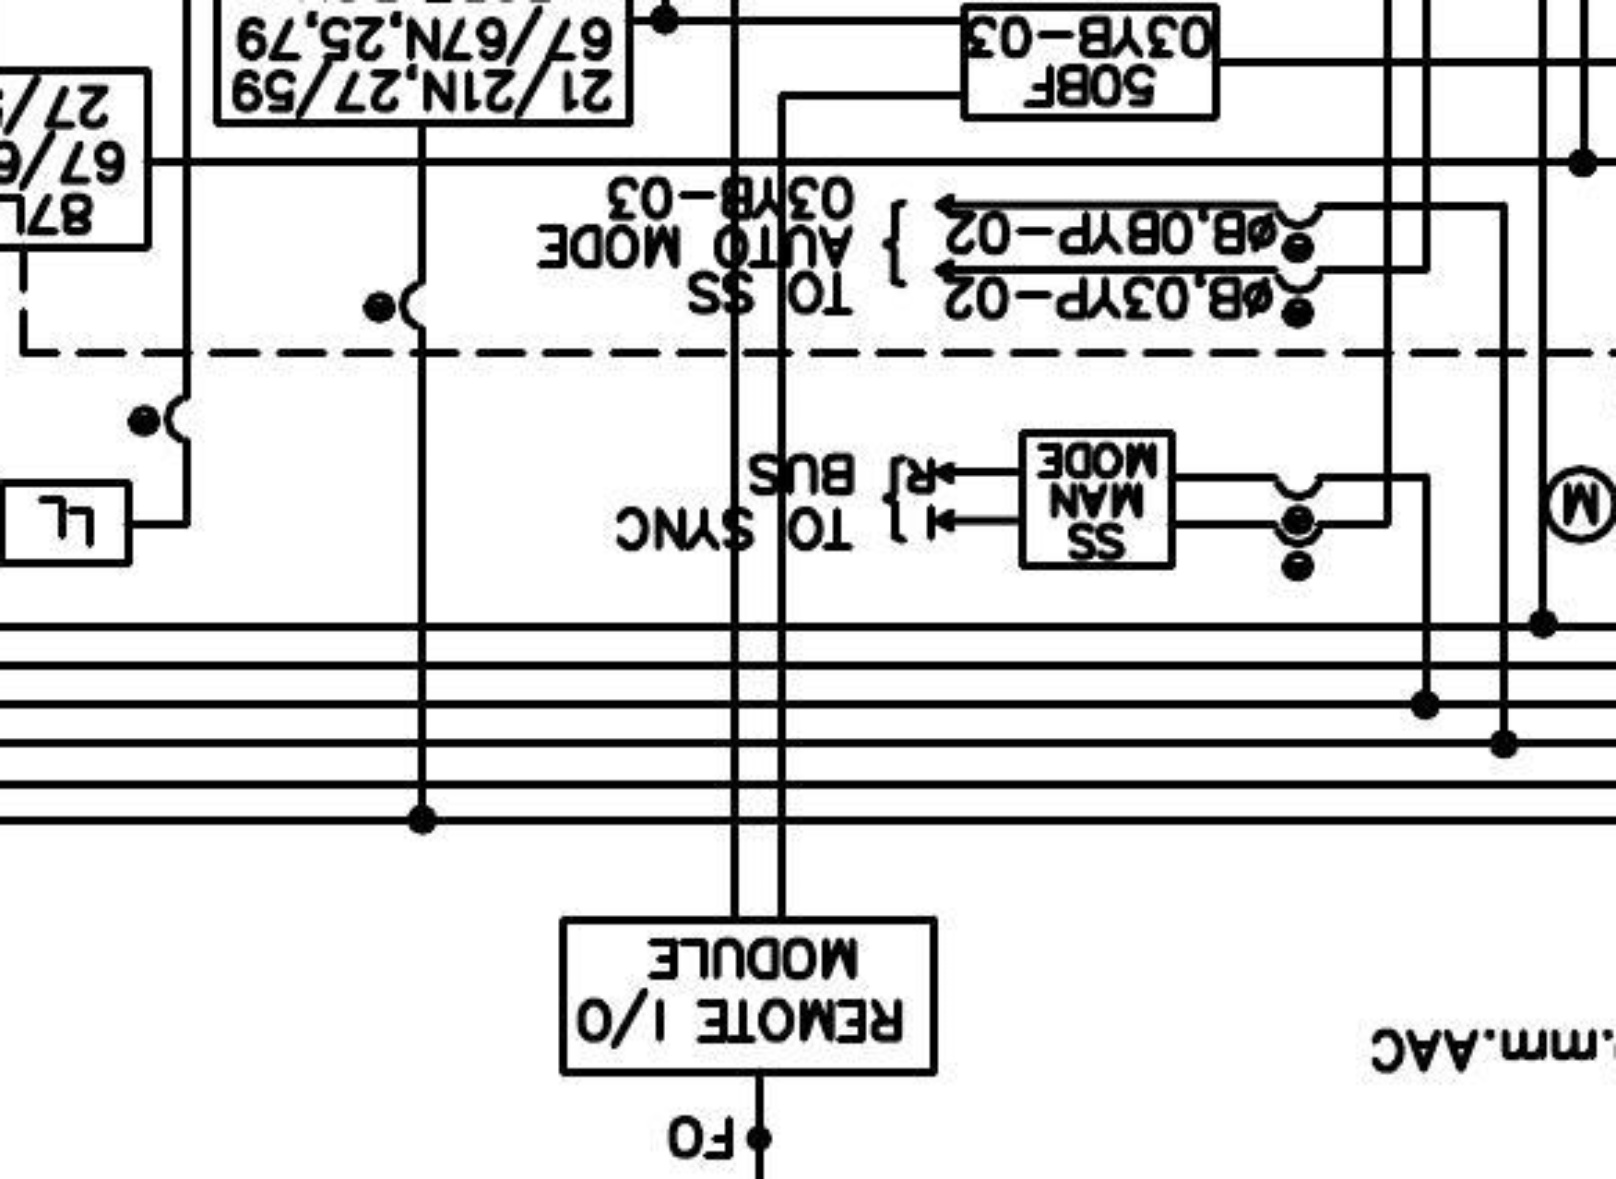 FO
.mm.AAC
REMOTE I/O
MODULE
SS
MAN
MODE
I
R
TO SYNC
BUS
LL
M
ØB,03YP-02
ØB,0BYP-02
TO SS
AUTO MODE
03YB-03
87L
67/6
27/
50BF
03YB-03
21/21N,27/59
67/67N,25,79